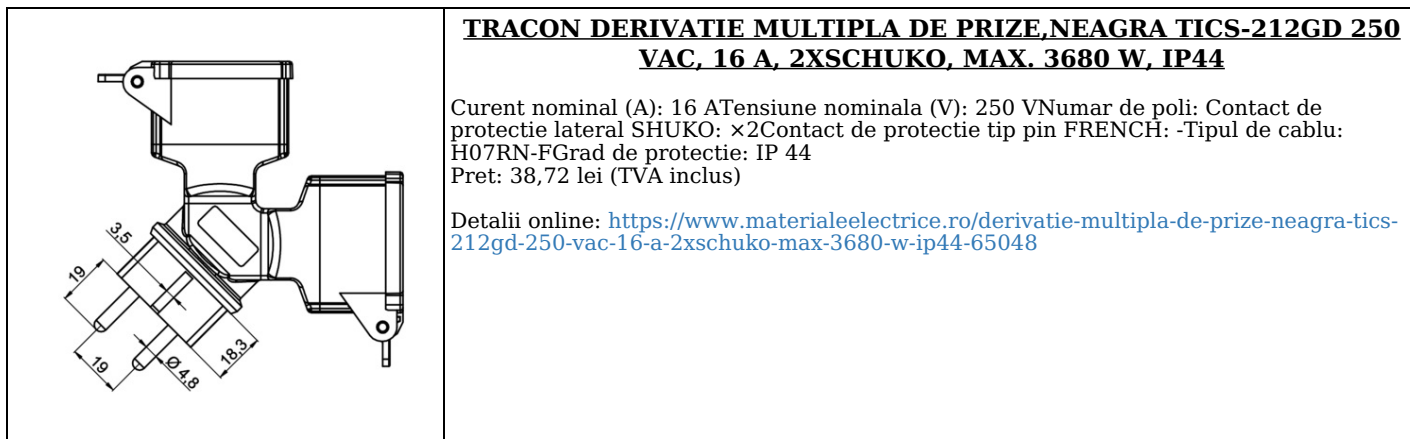 TRACON DERIVATIE MULTIPLA DE PRIZE,NEAGRA TICS-212GD 250
VAC, 16 A, 2XSCHUKO, MAX. 3680 W, IP44
Curent nominal (A): 16 ATensiune nominala (V): 250 VNumar de poli: Contact de
protectie lateral SHUKO: ×2Contact de protectie tip pin FRENCH: -Tipul de cablu:
H07RN-FGrad de protectie: IP 44
Pret: 38,72 lei (TVA inclus)
Detalii online: https://www.materialeelectrice.ro/derivatie-multipla-de-prize-neagra-tics-
212gd-250-vac-16-a-2xschuko-max-3680-w-ip44-65048
3,5
19
19
Ø 4,8
18,3